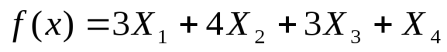 f(x) = 3X₁ + 4X₂ + 3X₃ + X₄